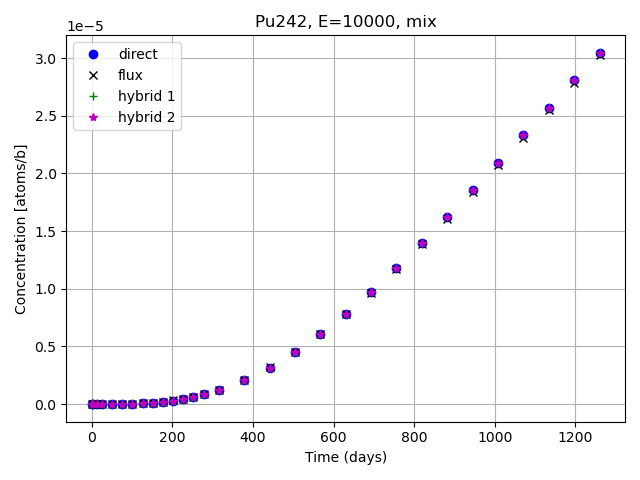 Pu242, E=10000, mix
1e−5
direct
flux
hybrid 1
hybrid 2
3.0
2.5
2.0
1.5
1.0
0.5
0.0
Concentration [atoms/b]
0 200 400 600 800 1000 1200
Time (days)